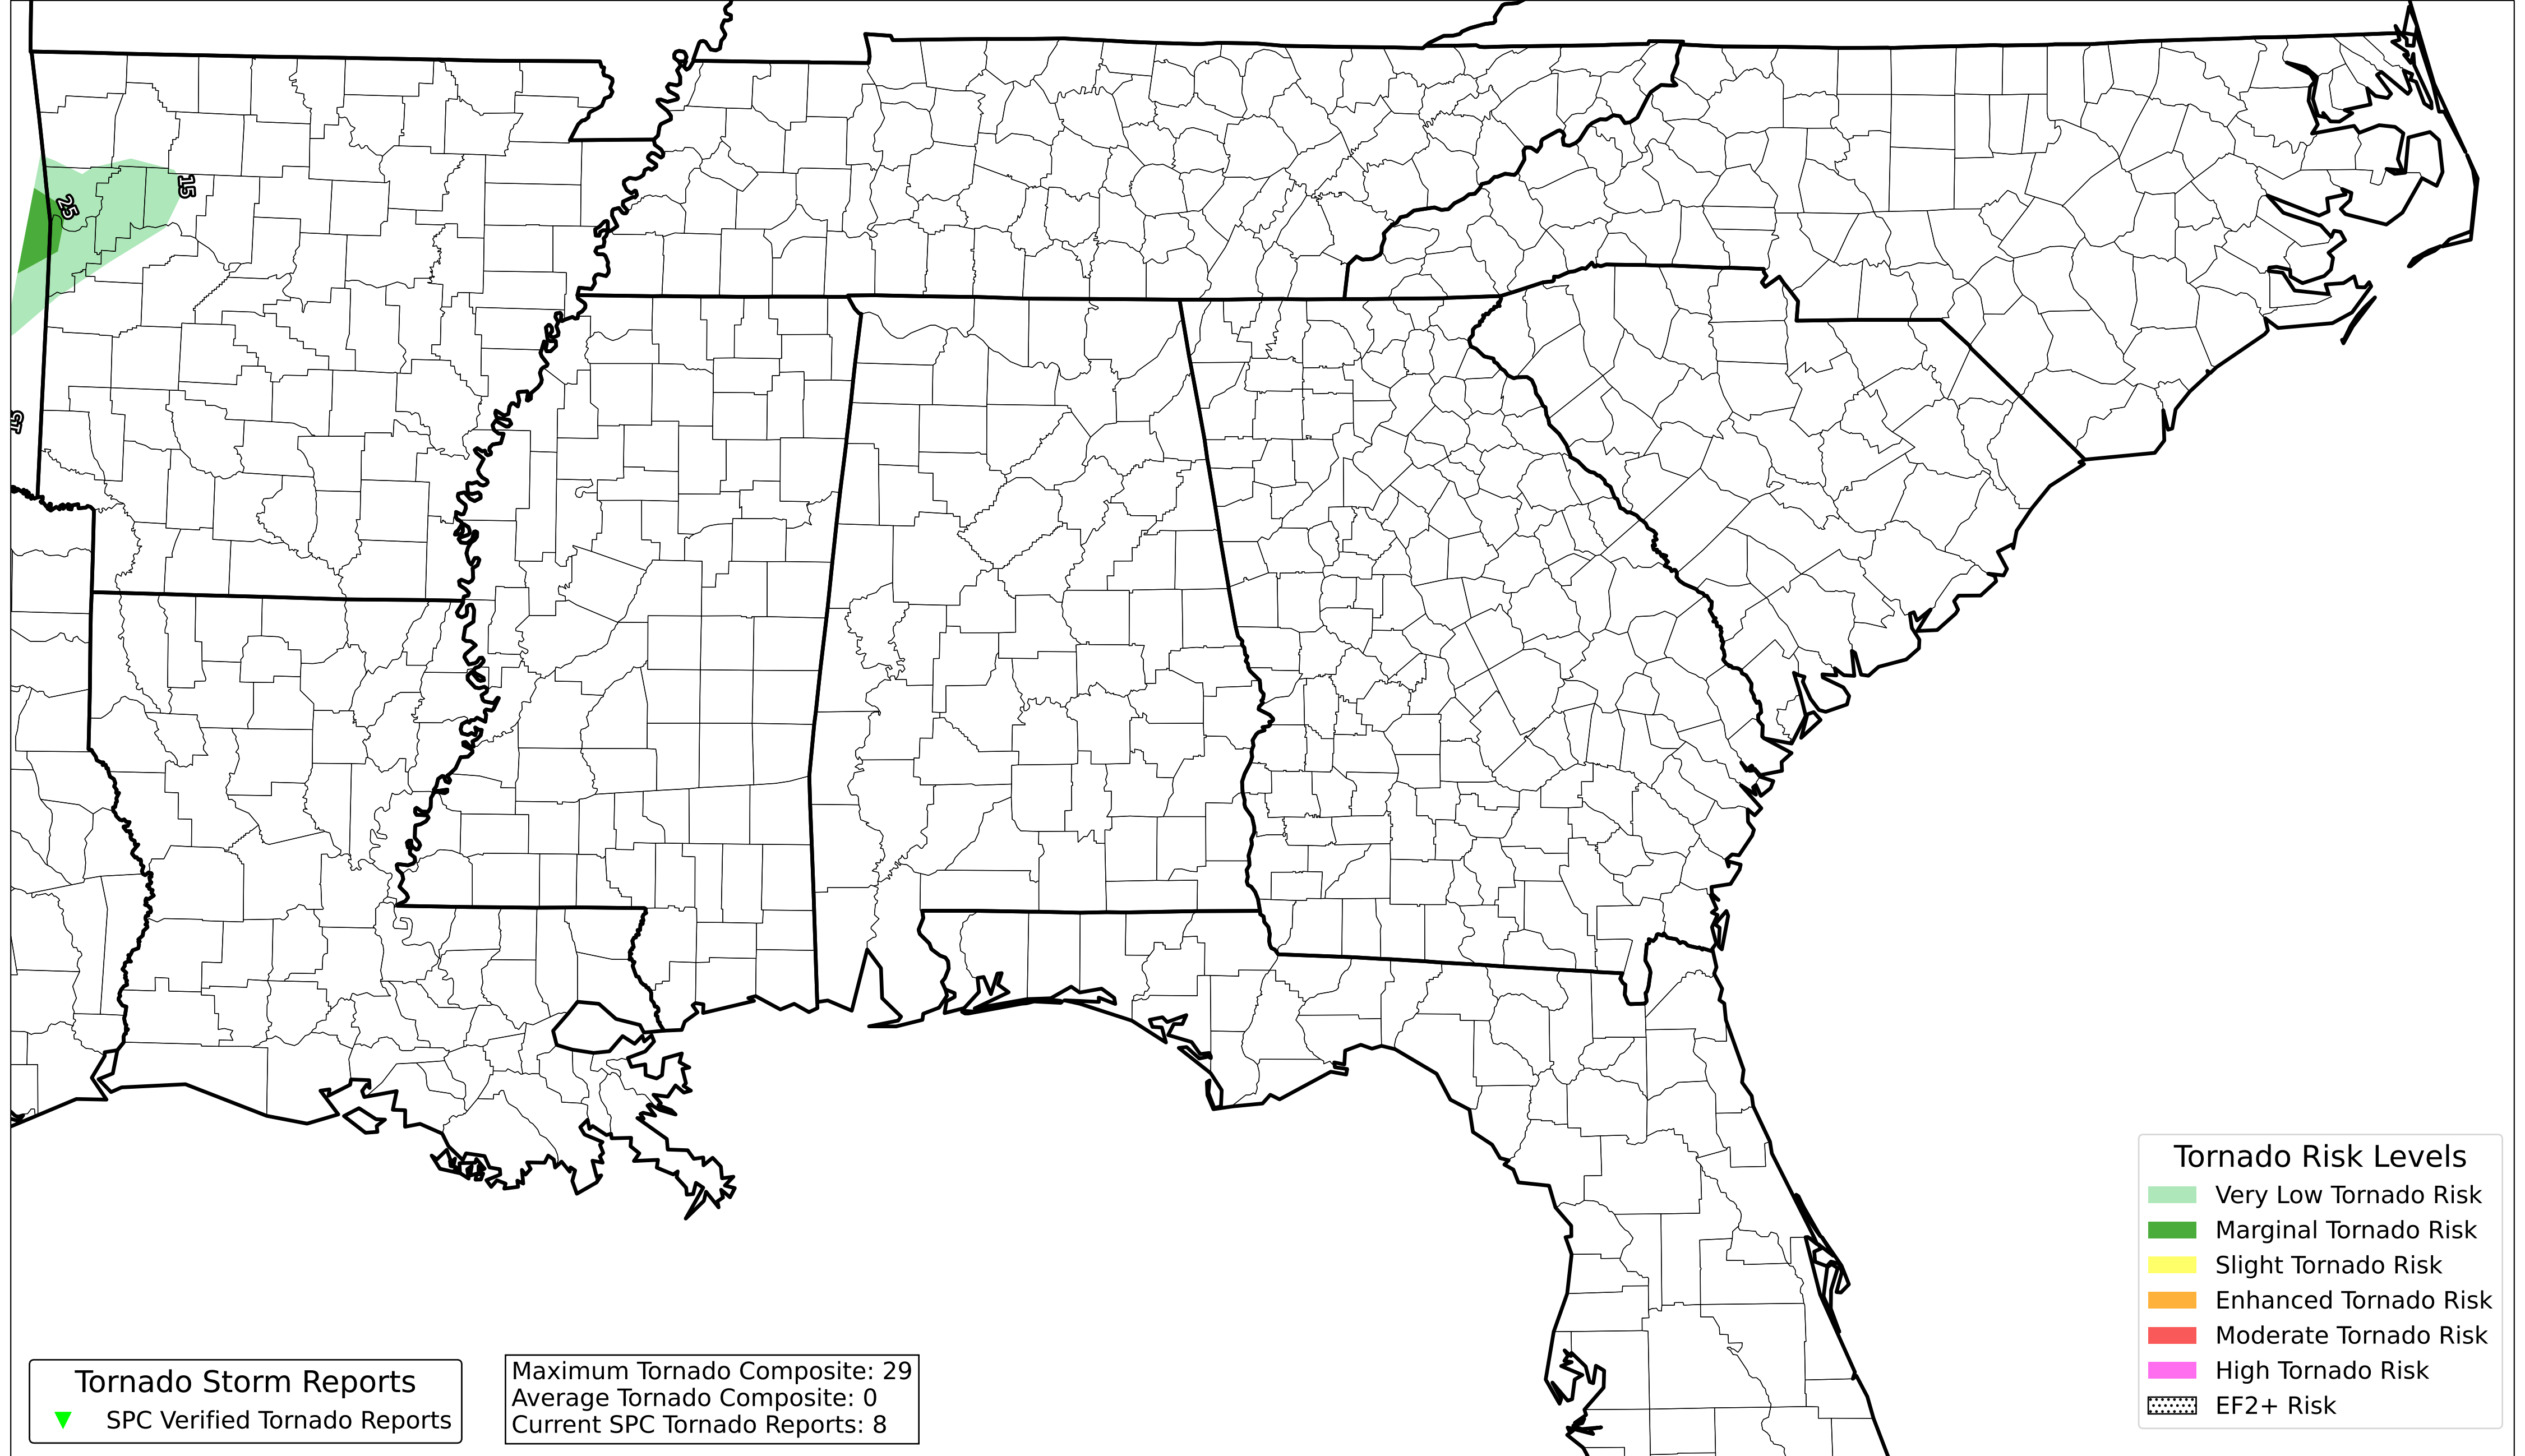 15
25
15
Tornado Risk Levels
Very Low Tornado Risk
Marginal Tornado Risk
Slight Tornado Risk
Enhanced Tornado Risk
Moderate Tornado Risk
High Tornado Risk
EF2+ Risk
Tornado Storm Reports
SPC Verified Tornado Reports
Maximum Tornado Composite: 29
Average Tornado Composite: 0
Current SPC Tornado Reports: 8